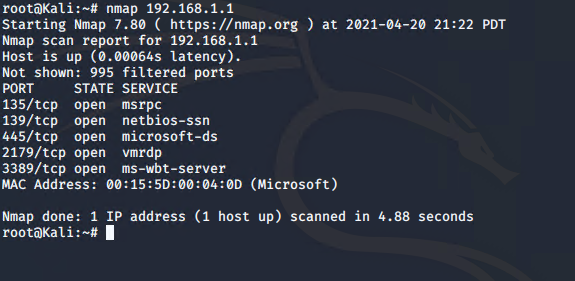 root@Kali:~# nmap 192.168.1.1
Starting Nmap 7.80 ( https://nmap.org ) at 2021-04-20 21:22 PDT
Nmap scan report for 192.168.1.1
Host is up (0.00064s latency).
Not shown: 995 filtered ports
PORT     STATE SERVICE
135/tcp  open  msrpc
139/tcp  open  netbios-ssn
445/tcp  open  microsoft-ds
2179/tcp open  vmrdp
3389/tcp open  ms-wbt-server
MAC Address: 00:15:5D:00:04:0D (Microsoft)
Nmap done: 1 IP address (1 host up) scanned in 4.88 seconds
root@Kali:~#